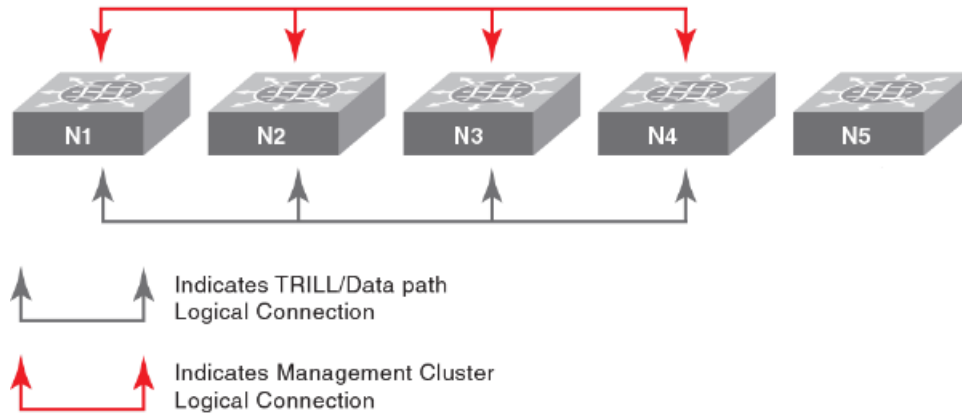 N1
N2
N3
N4
N5
Indicates TRILL/Data path
Logical Connection
Indicates Management Cluster
Logical Connection